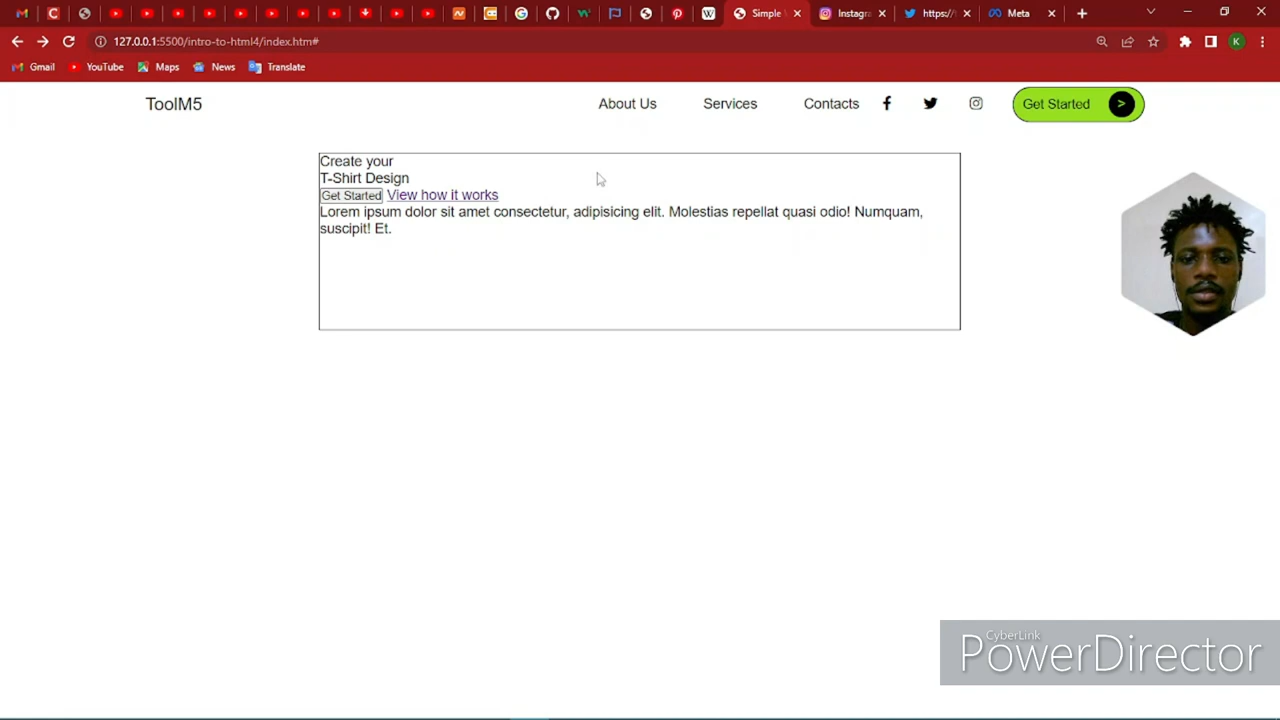 Simple
Instagr
https://
Meta
127.0.0.1:5500/intro-to-html4/index.htm#
K
Gmail
YouTube
Maps
News
Translate
ToolM5
About Us
Services
Contacts
Get Started
>
Create your
T-Shirt Design
Get Started View how it works
Lorem ipsum dolor sit amet consectetur, adipisicing elit. Molestias repellat quasi odio! Numquam,
suscipit! Et.
CyberLink
PowerDirector